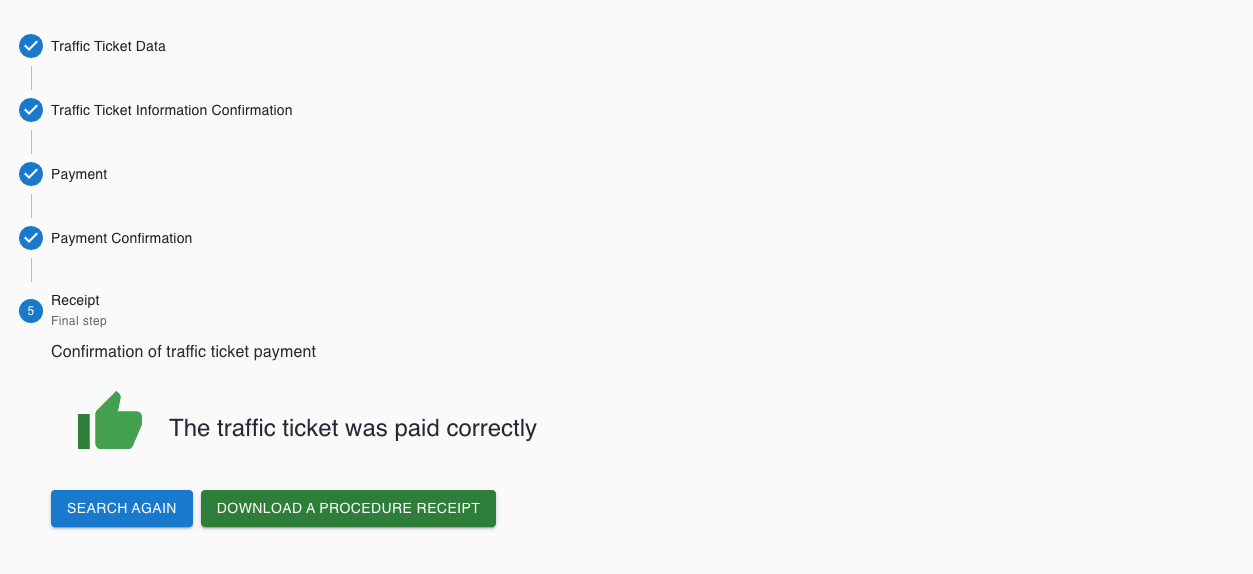 Traffic Ticket Data
Traffic Ticket Information Confirmation
Payment
Payment Confirmation
5
Receipt
Final step
Confirmation of traffic ticket payment
The traffic ticket was paid correctly
SEARCH AGAIN
DOWNLOAD A PROCEDURE RECEIPT